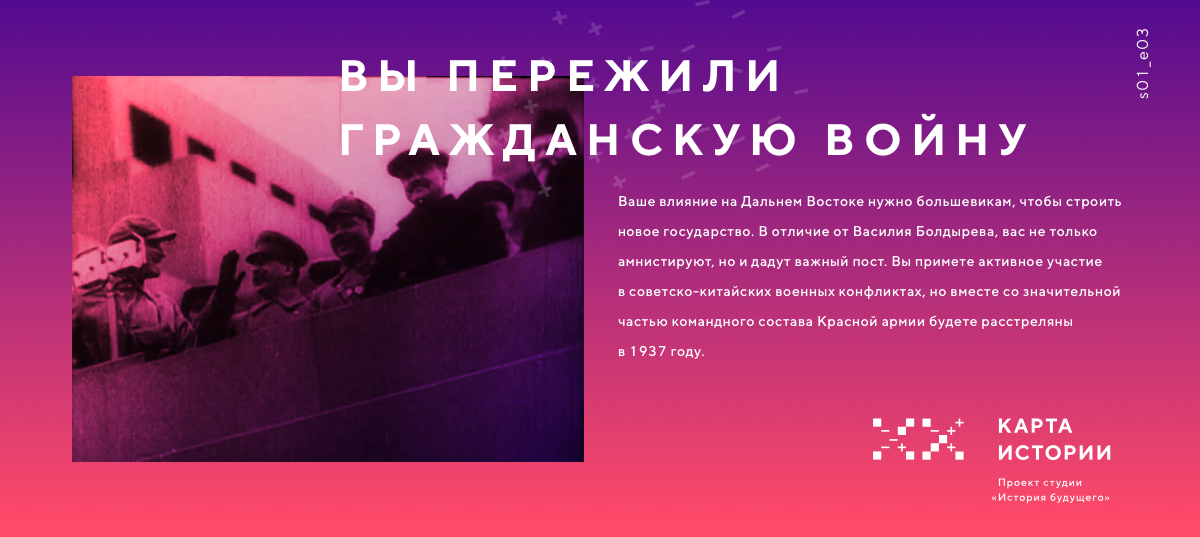 s01_e03
ВЫ ПЕРЕЖИЛИ
ГРАЖДАНСКУЮ ВОЙНУ
Ваше влияние на Дальнем Востоке нужно большевикам, чтобы строить
новое государство. В отличие от Василия Болдырева, вас не только
амнистируют, но и дадут важный пост. Вы примете активное участие
в советско-китайских военных конфликтах, но вместе со значительной
частью командного состава Красной армии будете расстреляны
в 1937 году.
КАРТА
ИСТОРИИ
Проект студии
«История будущего»